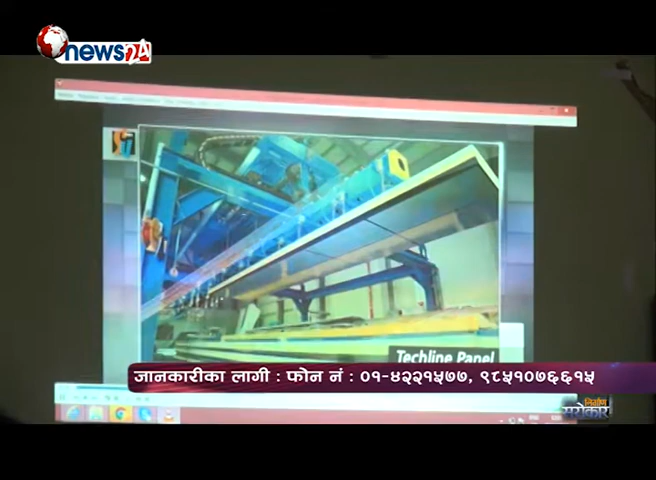 news24
Techline Panel
जानकारीका लागी : फोन नं : ०१-४२२१५७७, ९८५१०७६६१५
निर्माण
सरोकार